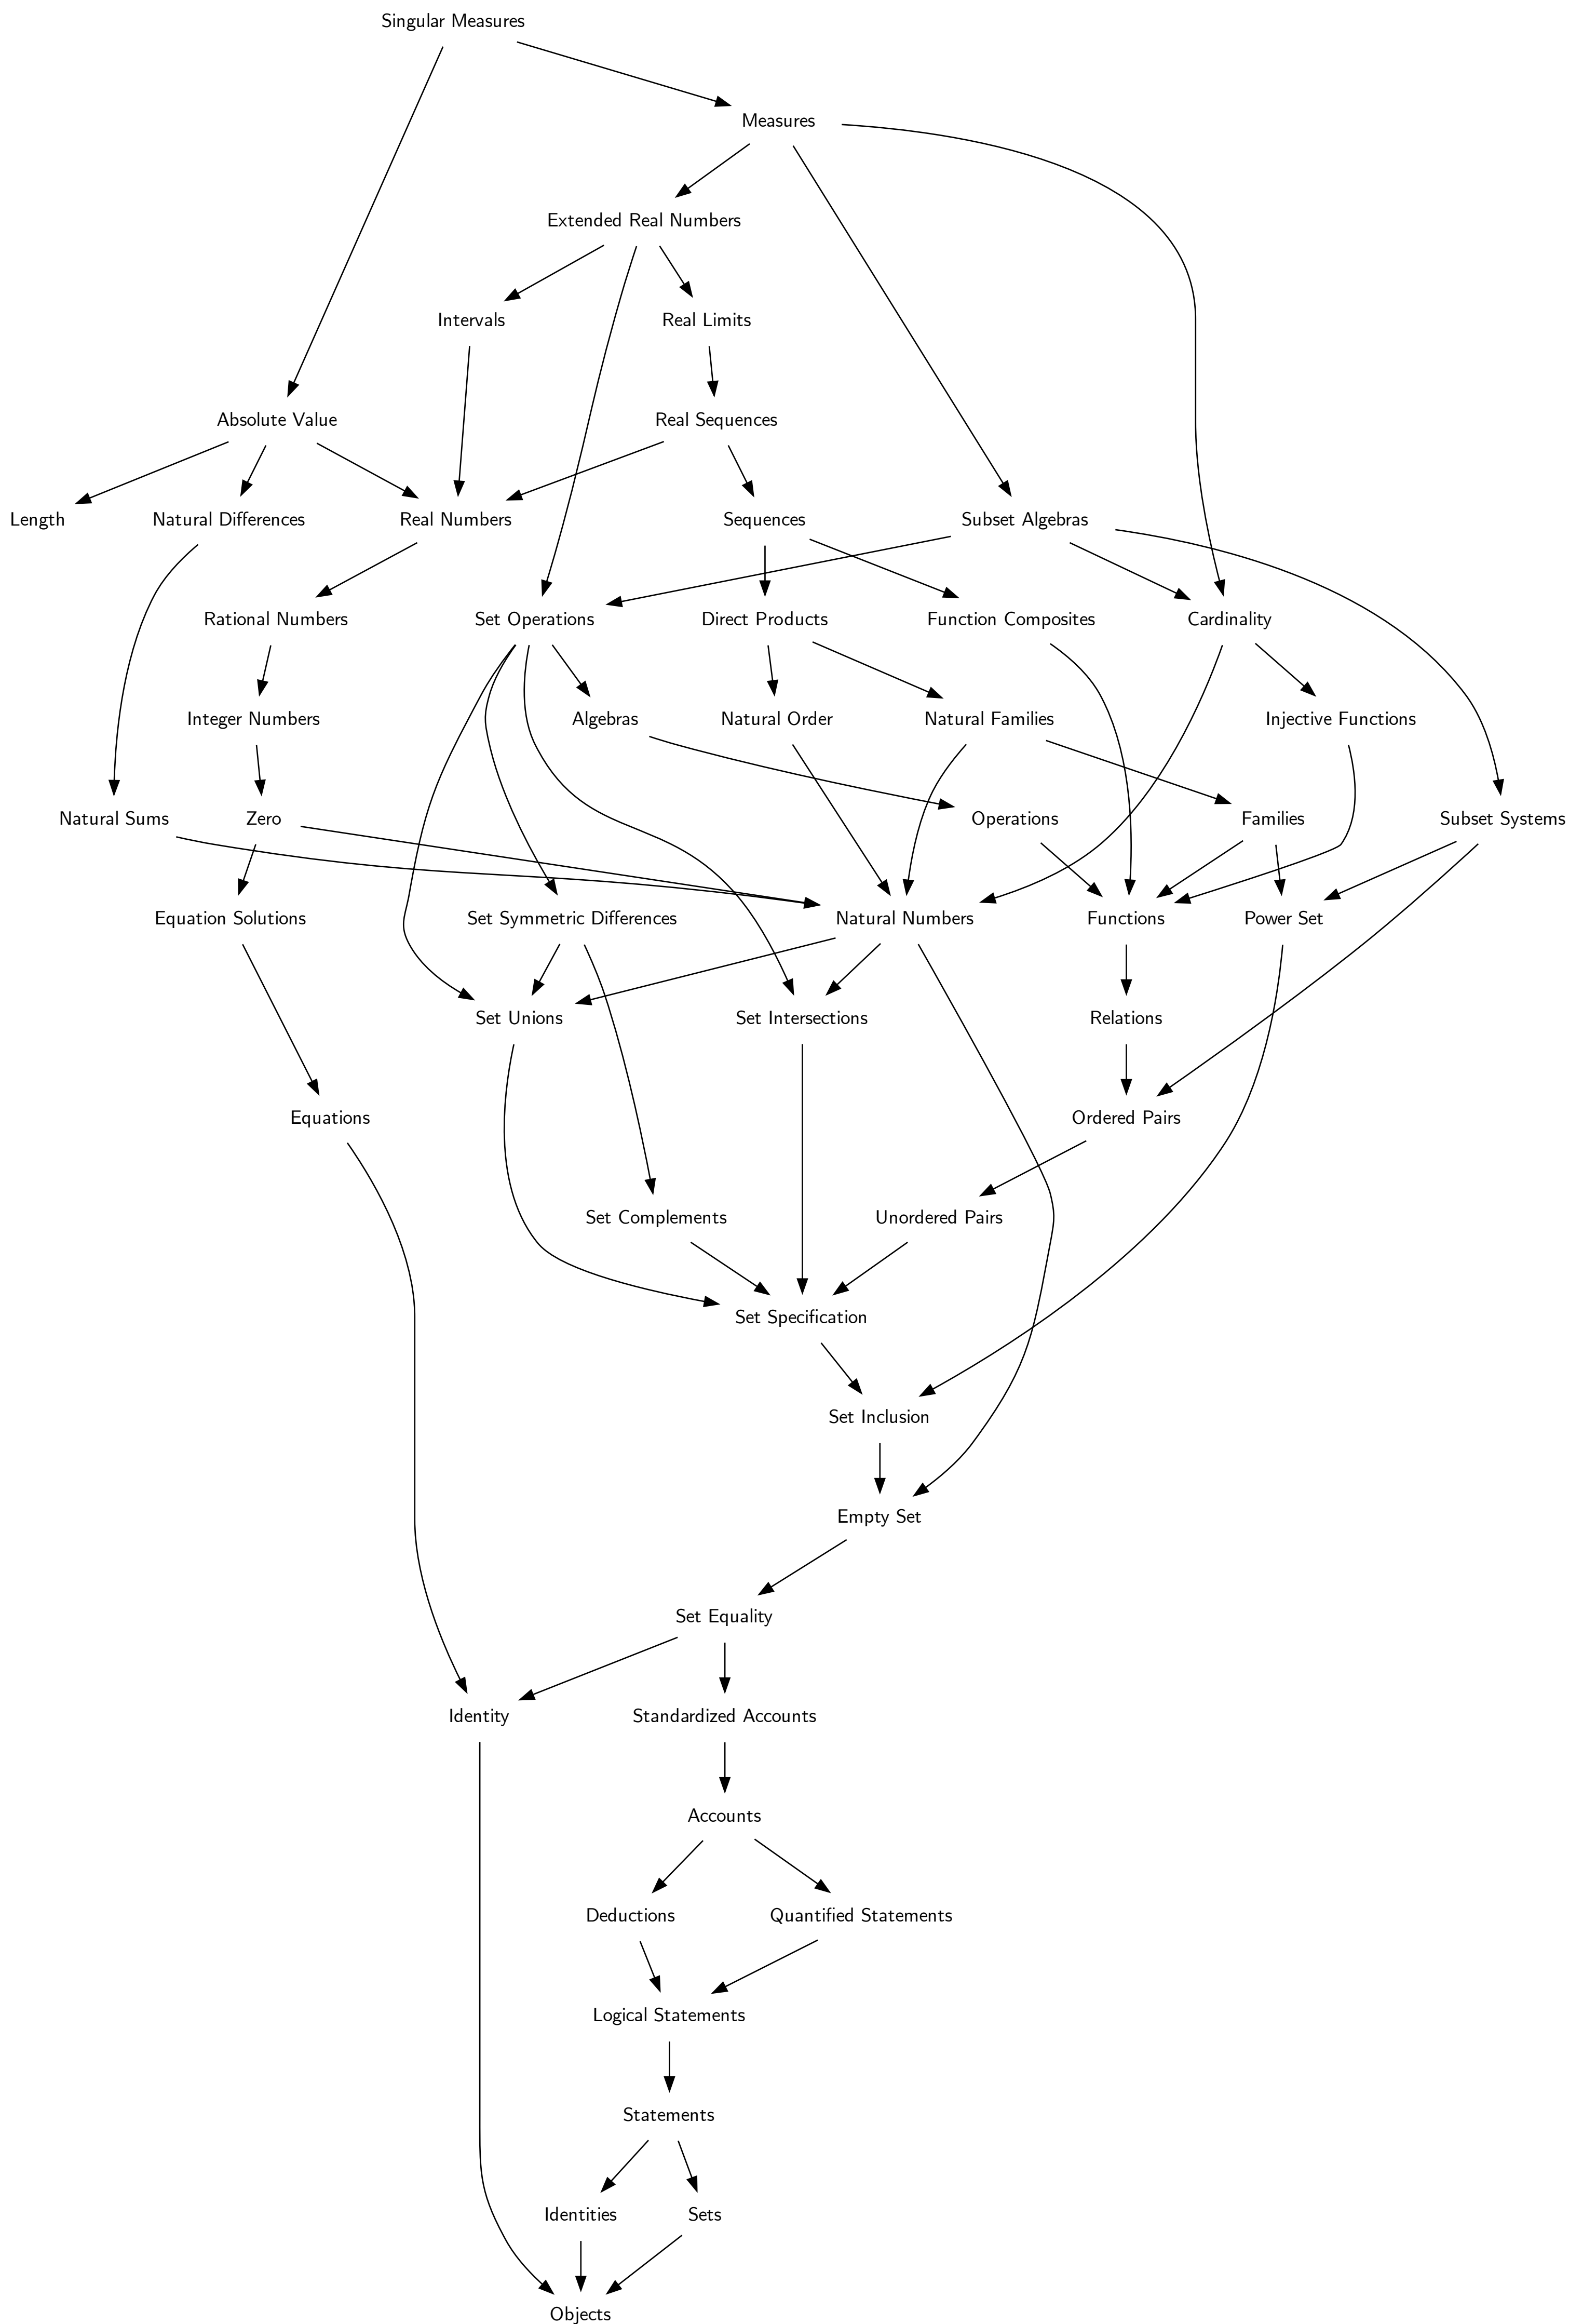 Singular Measures
Measures
Extended Real Numbers
Intervals
Real Limits
Absolute Value
Real Sequences
Length
Natural Differences
Real Numbers
Sequences
Subset Algebras
Rational Numbers
Set Operations
Direct Products
Function Composites
Cardinality
Integer Numbers
Algebras
Natural Order
Natural Families
Injective Functions
Natural Sums
Zero
Operations
Families
Subset Systems
Equation Solutions
Set Symmetric Differences
Natural Numbers
Functions
Power Set
Set Unions
Set Intersections
Relations
Equations
Ordered Pairs
Set Complements
Unordered Pairs
Set Specification
Set Inclusion
Empty Set
Set Equality
Identity
Standardized Accounts
Accounts
Deductions
Quantified Statements
Logical Statements
Statements
Identities
Sets
Objects